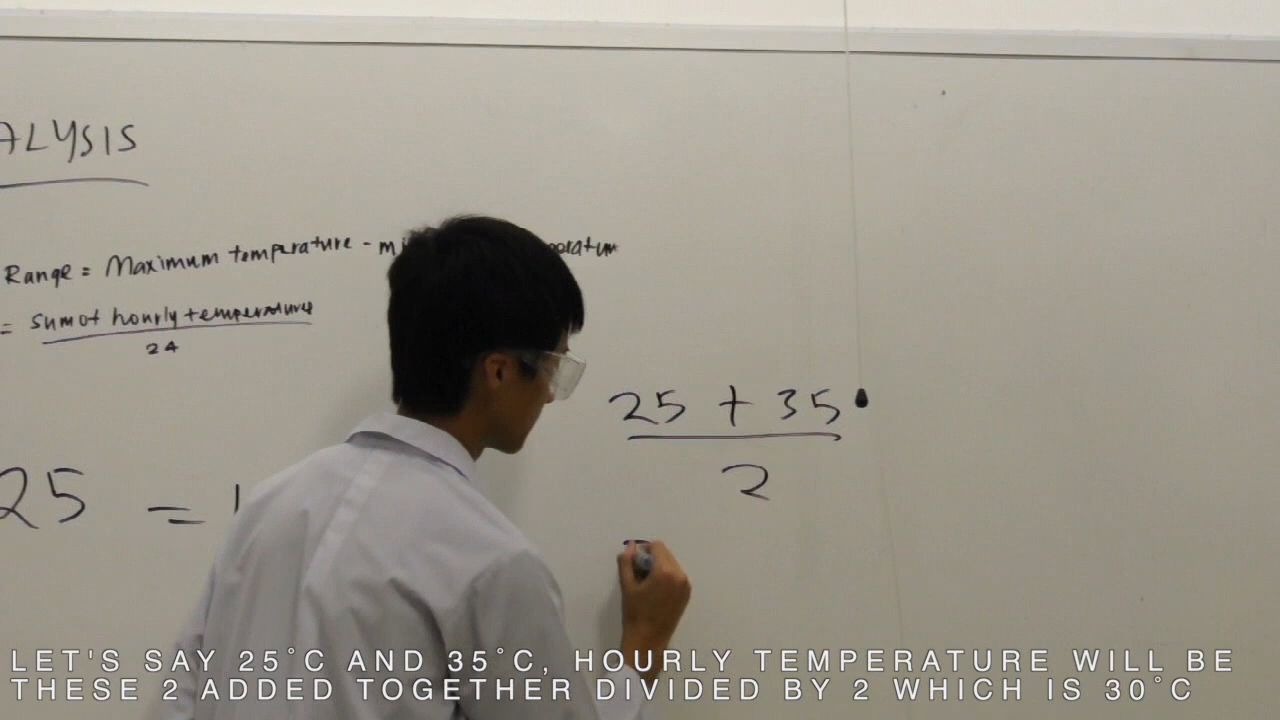 ALYSIS
Range = Maximum temperature - m
= sum of hourly temperature
24
25 + 35
2
25 =
LET'S SAY 25°C AND 35°C, HOURLY TEMPERATURE WILL BE
THESE 2 ADDED TOGETHER DIVIDED BY 2 WHICH IS 30°C